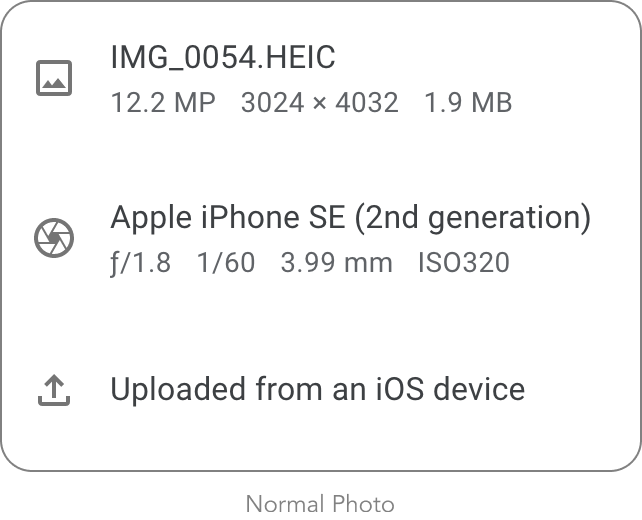 IMG_0054.HEIC
12.2 MP 3024 × 4032 1.9 MB
Apple iPhone SE (2nd generation)
ƒ/1.8 1/60 3.99 mm ISO320
Uploaded from an iOS device
Normal Photo